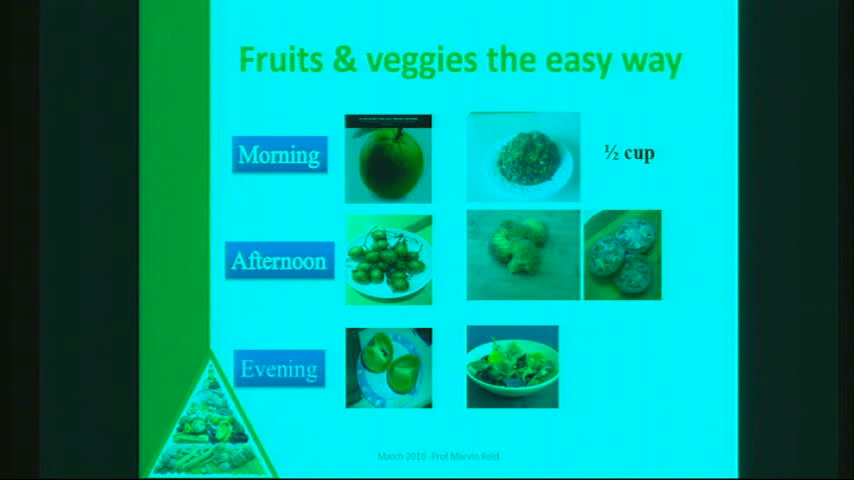 Fruits & veggies the easy way
Morning
½ cup
Afternoon
Evening
March 2016 -Prof Marvin Reid